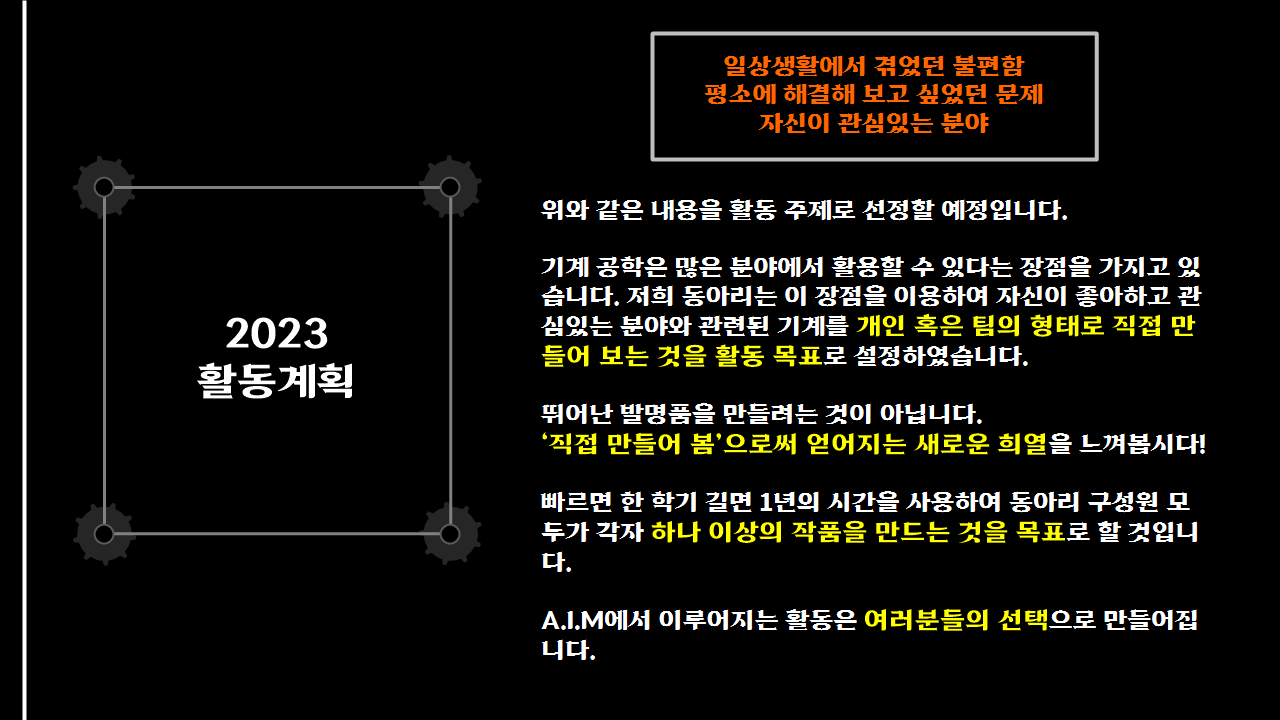 일상생활에서 겪었던 불편함
평소에 해결해 보고 싶었던 문제
자신이 관심있는 분야
2023
활동계획
위와 같은 내용을 활동 주제로 선정할 예정입니다.
기계 공학은 많은 분야에서 활용할 수 있다는 장점을 가지고 있
습니다. 저희 동아리는 이 장점을 이용하여 자신이 좋아하고 관
심있는 분야와 관련된 기계를 개인 혹은 팀의 형태로 직접 만
들어 보는 것을 활동 목표로 설정하였습니다.
뛰어난 발명품을 만들려는 것이 아닙니다.
‘직접 만들어 봄’으로써 얻어지는 새로운 희열을 느껴봅시다!
빠르면 한 학기 길면 1년의 시간을 사용하여 동아리 구성원 모
두가 각자 하나 이상의 작품을 만드는 것을 목표로 할 것입니
다.
A.I.M에서 이루어지는 활동은 여러분들의 선택으로 만들어집
니다.